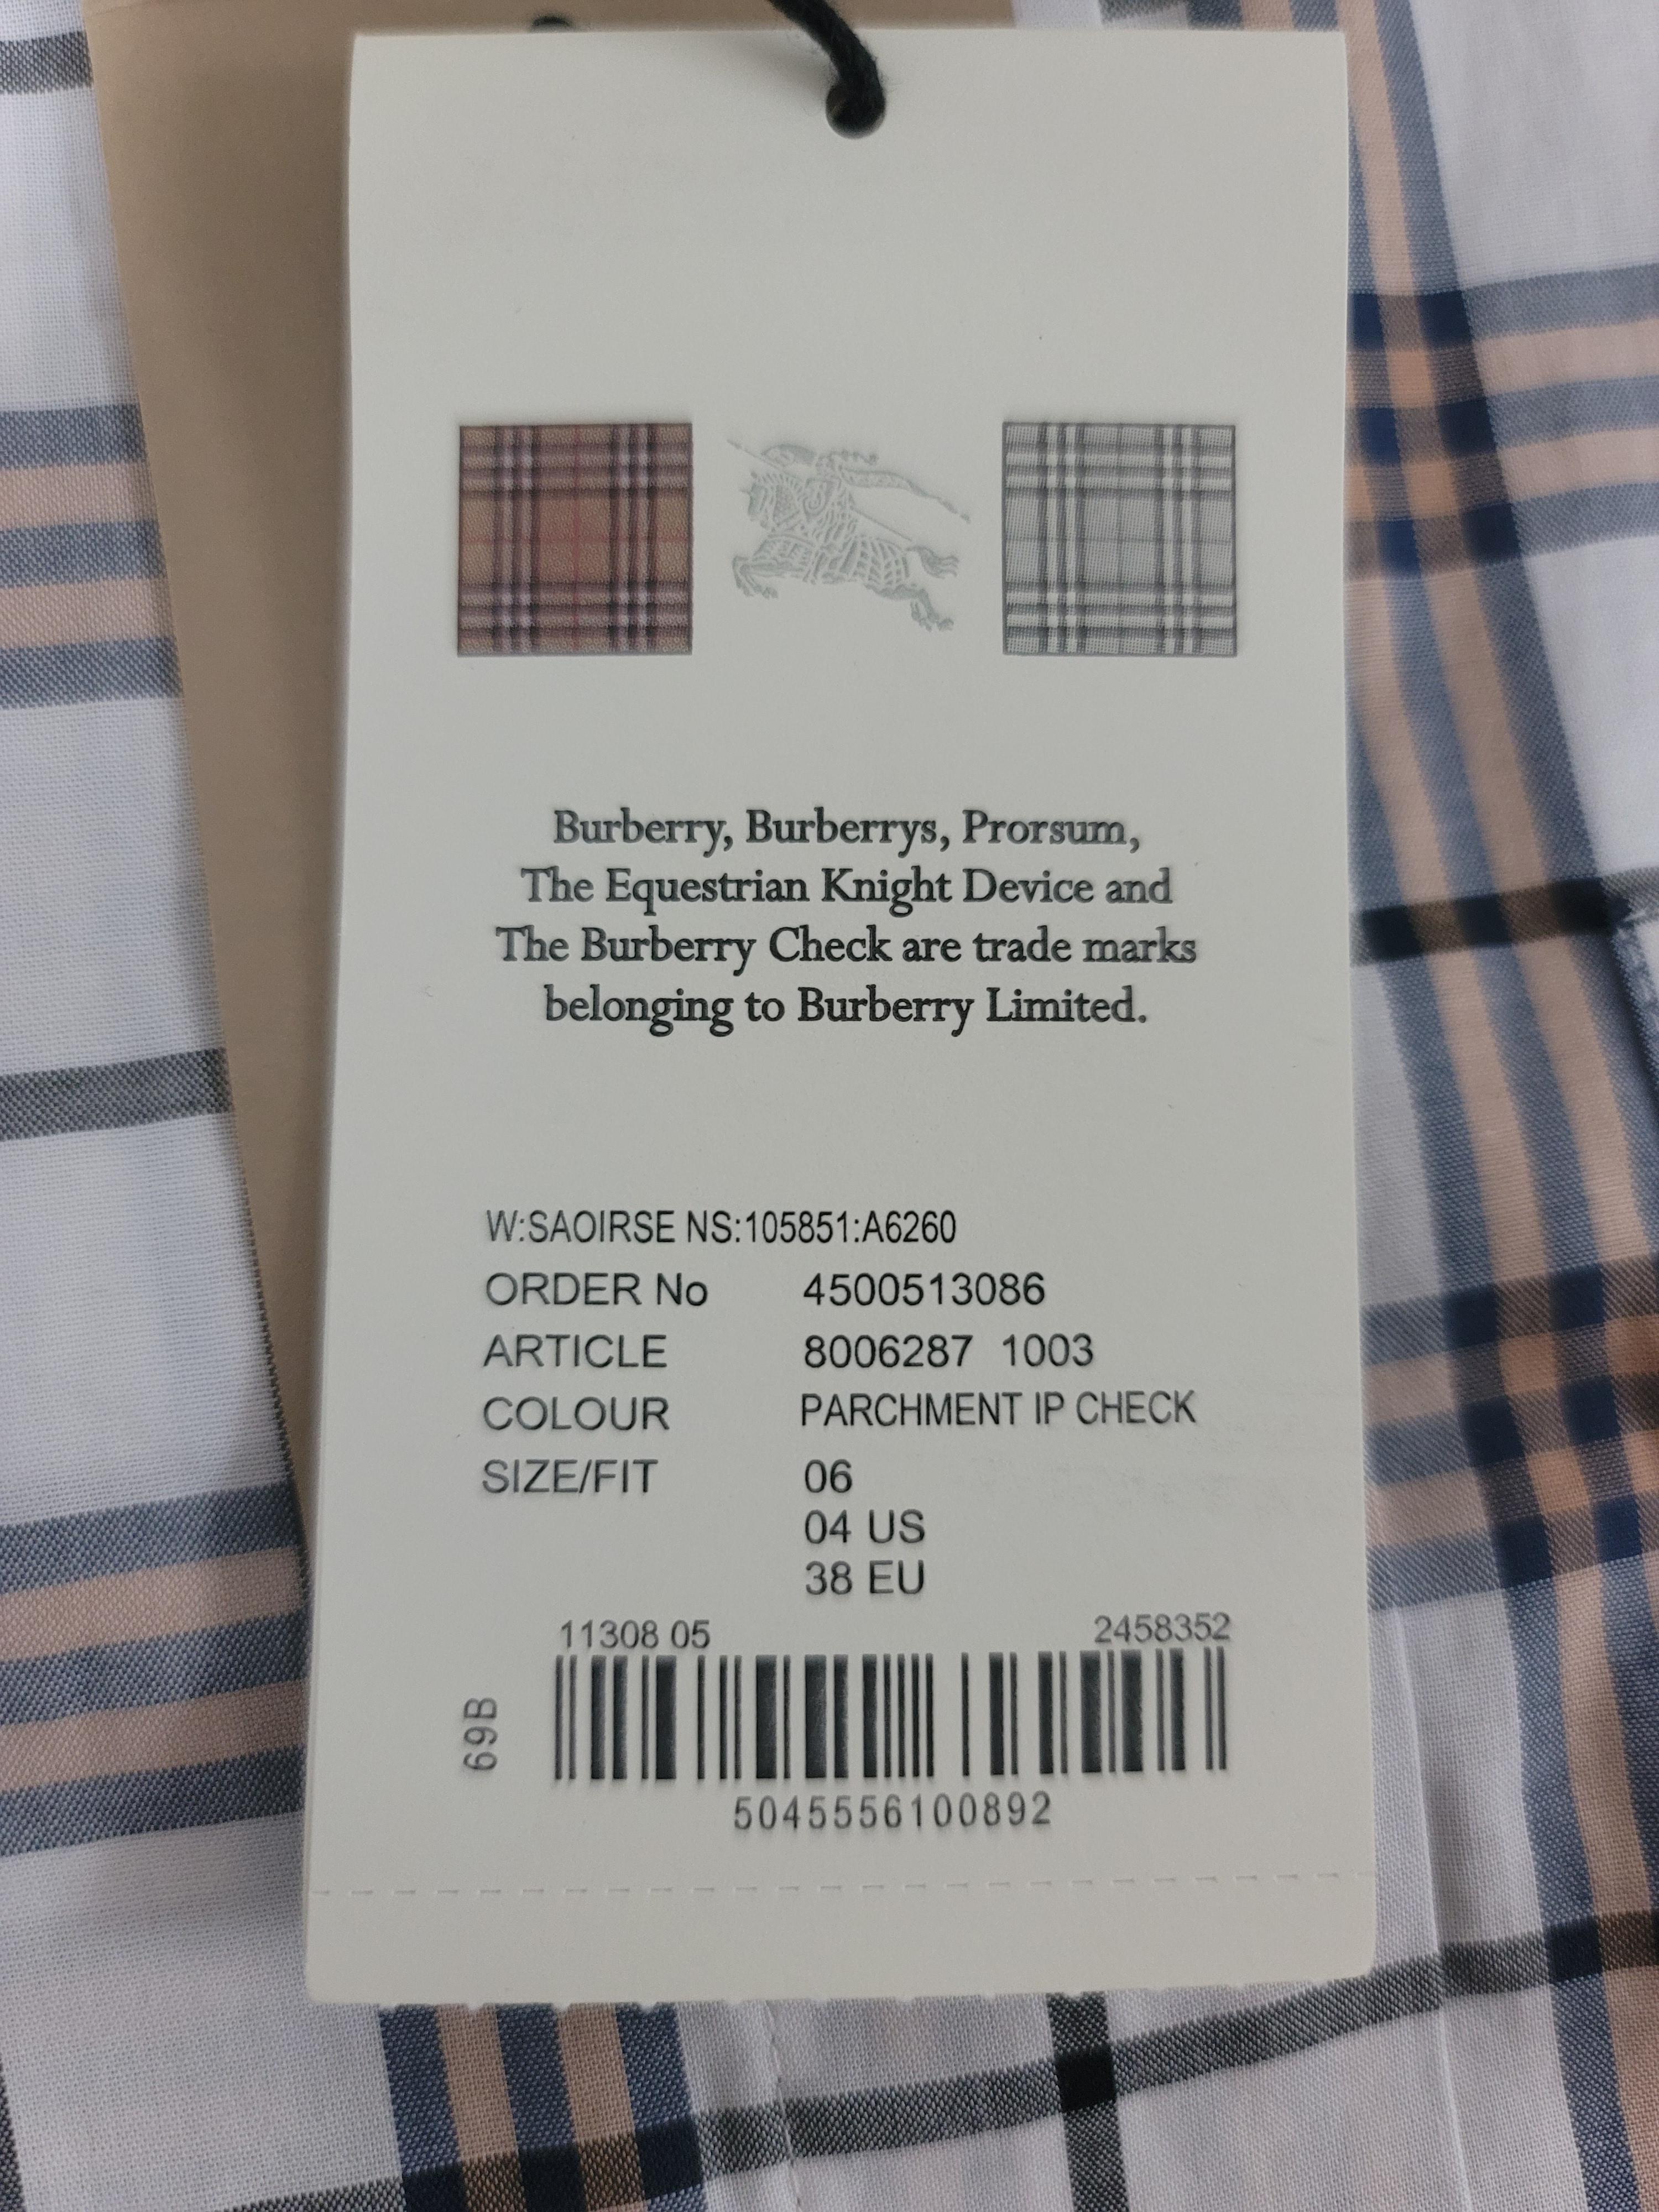 Burberry, Burberrys, Prorsum,
The Equestrian Knight Device and
The Burberry Check are trade marks
belonging to Burberry Limited.
W:SAOIRSE NS:105851:A6260
ORDER No 4500513086
ARTICLE 8006287 1003
COLOUR PARCHMENT IP CHECK
SIZE/FIT 06
04 US
38 EU
11308 05 2458352
69B
5045556100892